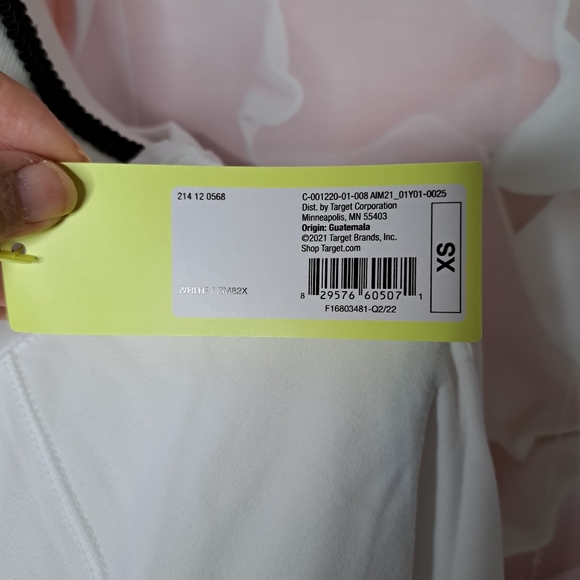 214 12 0568
C-001220-01-008 AIM21_01Y01-0025
Dist. by Target Corporation
Minneapolis, MN 55403
Origin: Guatemala
©2021 Target Brands, Inc.
Shop Target.com
XS
WHITE
8 29576 60507 1
F16803481-Q2/22